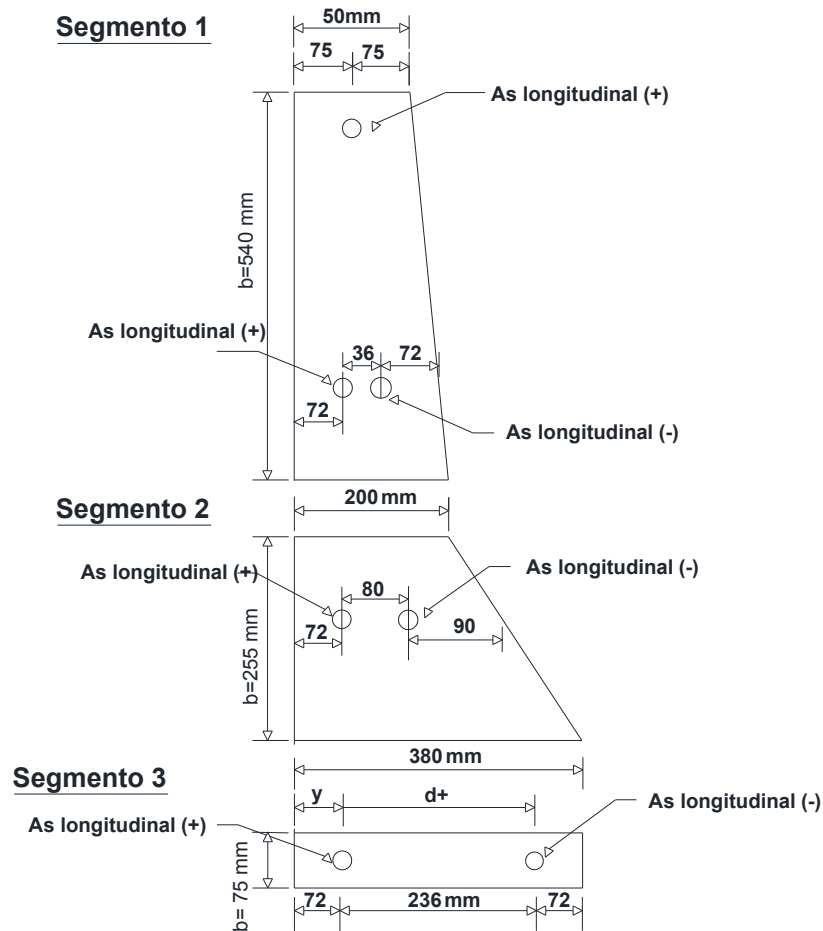 Segmento 1
50mm
75 75
As longitudinal (+)
b=540 mm
As longitudinal (+)
36 72
72
As longitudinal (-)
200 mm
Segmento 2
As longitudinal (+)
80
As longitudinal (-)
72
90
b=255 mm
380 mm
Segmento 3
y d+
As longitudinal (+)
As longitudinal (-)
b= 75 mm
72 236 mm 72